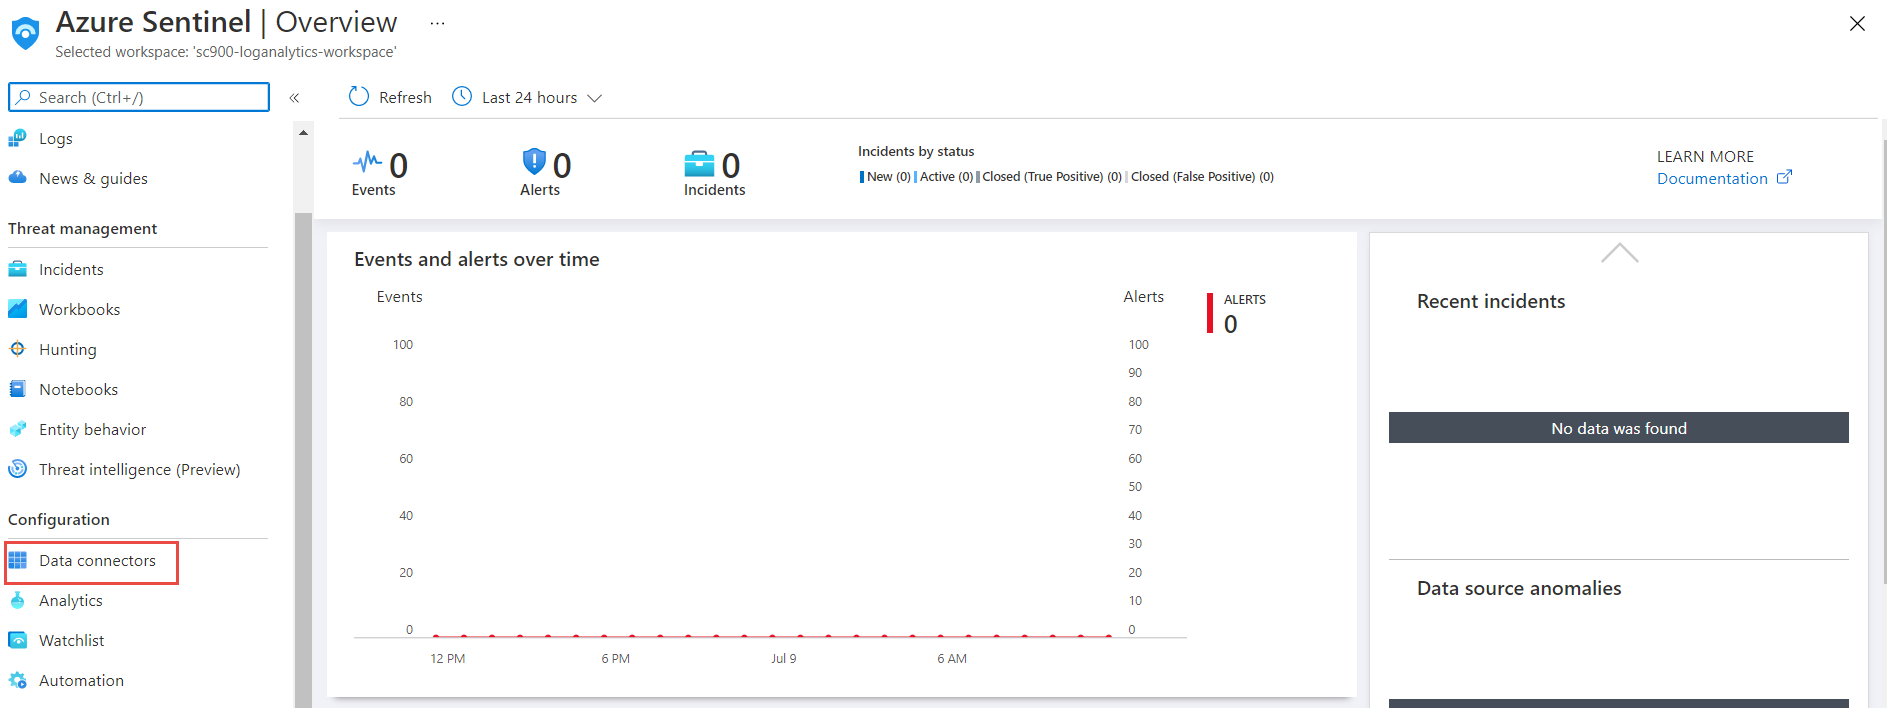 Azure Sentinel | Overview ...
Selected workspace: 'sc900-loganalytics-workspace'
Search (Ctrl+/)
«
Logs
News & guides
Threat management
Incidents
Workbooks
Hunting
Notebooks
Entity behavior
Threat intelligence (Preview)
Configuration
Data connectors
Analytics
Watchlist
Automation
Refresh Last 24 hours
0
Events
0
Alerts
0
Incidents
Incidents by status
New (0) Active (0) Closed (True Positive) (0) Closed (False Positive) (0)
LEARN MORE
Documentation
Events and alerts over time
Events
100
80
60
40
20
0
Alerts
100
90
80
70
60
50
40
30
20
10
0
12 PM 6 PM Jul 9 6 AM
ALERTS
0
Recent incidents
No data was found
Data source anomalies